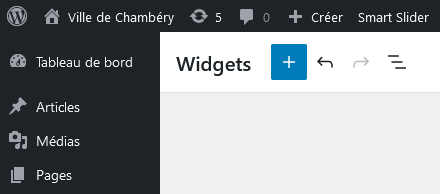 Ville de Chambéry 5 0 Créer Smart Slider
Tableau de bord
Widgets
Articles
Médias
Pages